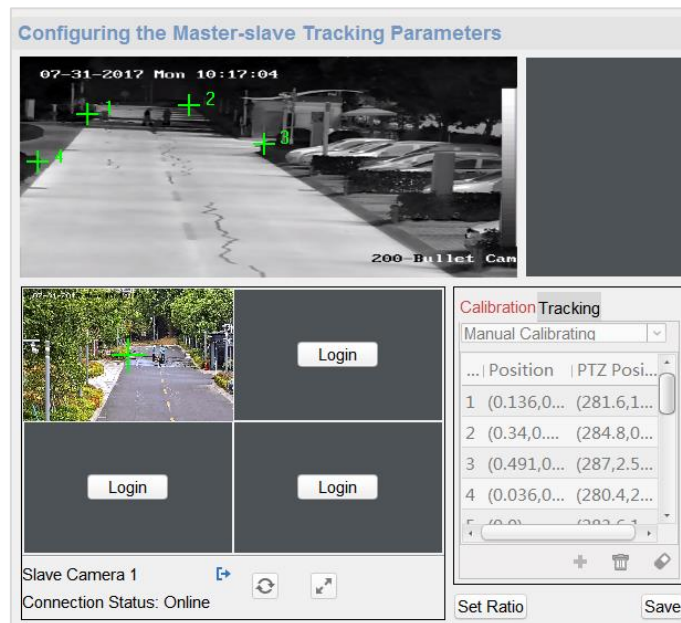 Configuring the Master-slave Tracking Parameters
07-31-2017 Mon 10:17:04
1
2
3
4
200-Bullet Cam
Login
Login
Login
Slave Camera 1
Connection Status: Online
Calibration Tracking
Manual Calibrating
... Position PTZ Posi...
1 (0.136,0... (281.6,1...
2 (0.34,0.... (284.8,0...
3 (0.491,0... (287,2.5...
4 (0.036,0... (280.4,2...
Set Ratio
Save